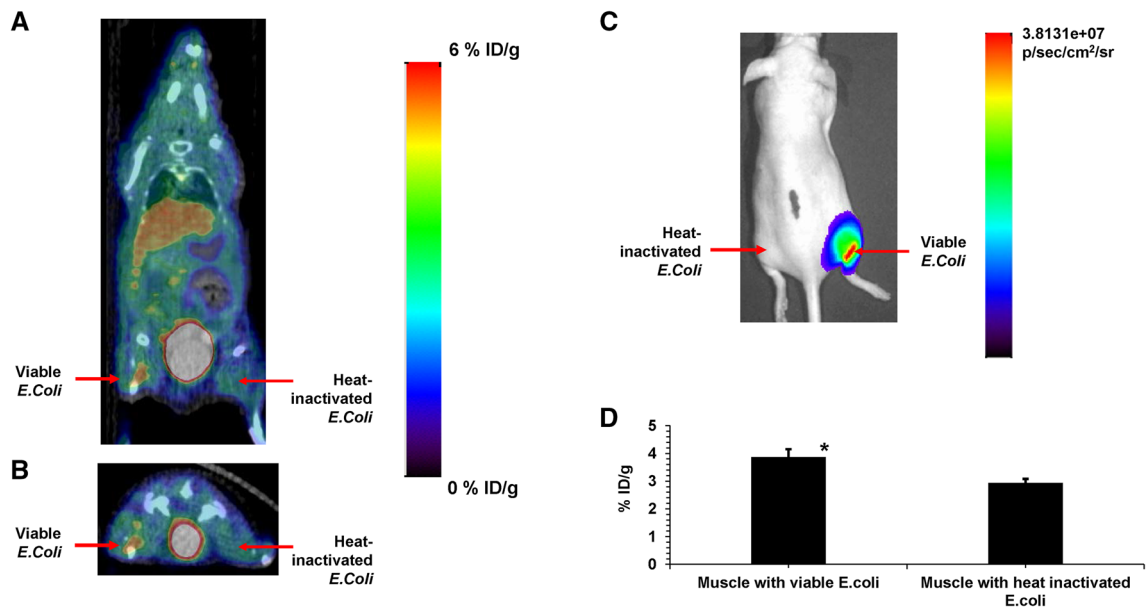 A
6 % ID/g
Viable
E.Coli
Heat-
inactivated
E.Coli
0 % ID/g
B
Viable
E.Coli
Heat-
inactivated
E.Coli
C
3.8131e+07
p/sec/cm²/sr
Heat-
inactivated
E.Coli
Viable
E.Coli
D
% ID/g
5
4
3
2
1
0
*
Muscle with viable E.coli
Muscle with heat inactivated
E.coli